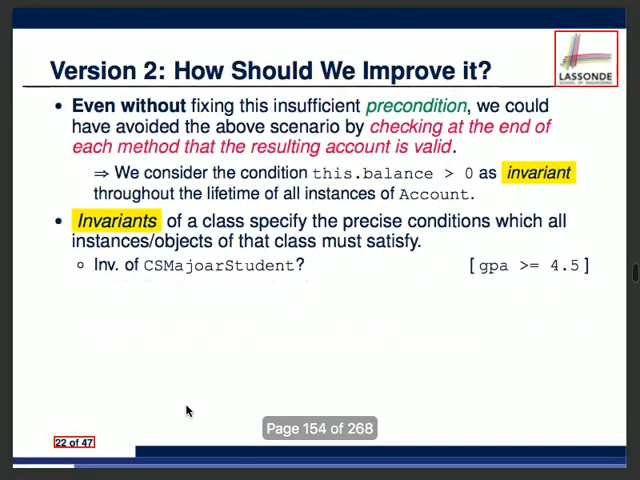 Version 2: How Should We Improve it?
LASSONDE
• Even without fixing this insufficient precondition, we could
have avoided the above scenario by checking at the end of
each method that the resulting account is valid.
⇒ We consider the condition this.balance > 0 as invariant
throughout the lifetime of all instances of Account.
• Invariants of a class specify the precise conditions which all
instances/objects of that class must satisfy.
○ Inv. of CSMajoarStudent? [ gpa >= 4.5 ]
Page 154 of 268
22 of 47